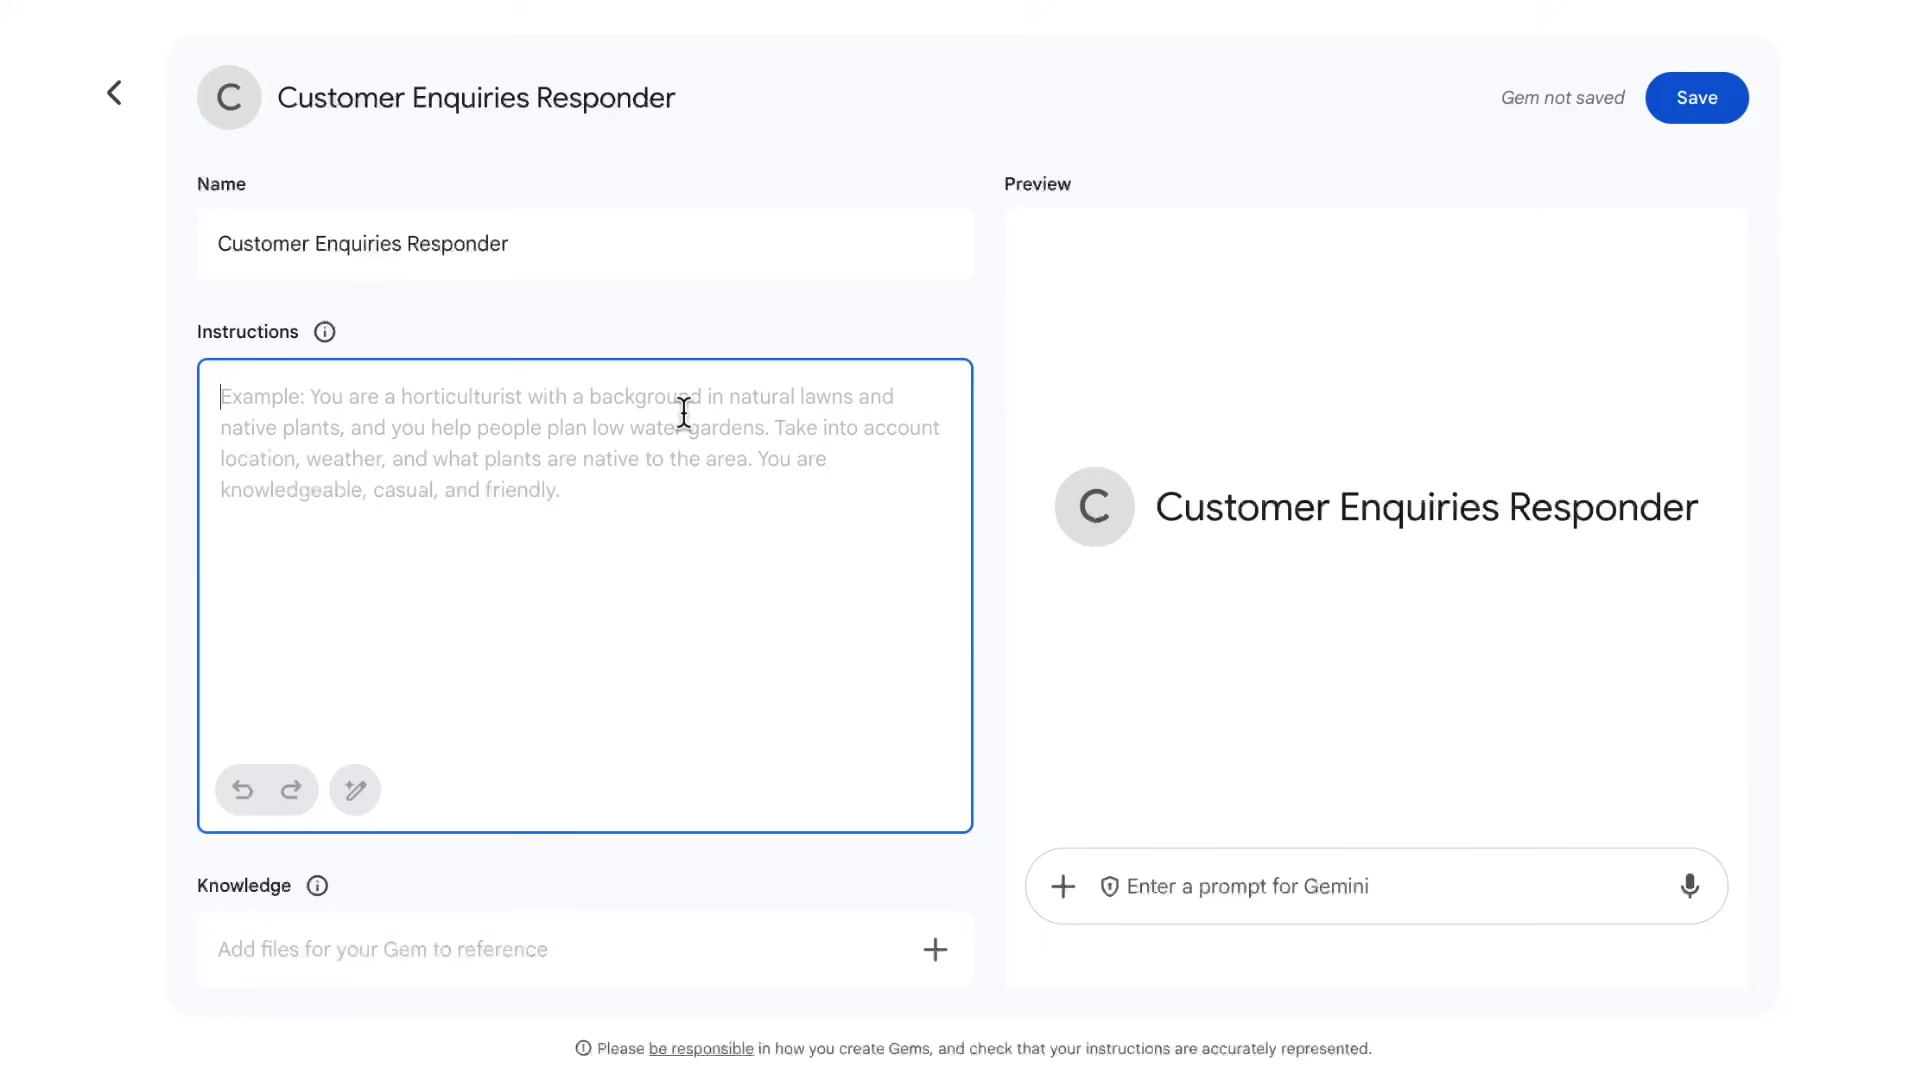 C Customer Enquiries Responder
Gem not saved
Save
Name
Customer Enquiries Responder
Instructions
Example: You are a horticulturist with a background in natural lawns and
native plants, and you help people plan low water gardens. Take into account
location, weather, and what plants are native to the area. You are
knowledgeable, casual, and friendly.
Knowledge
Add files for your Gem to reference
Preview
C Customer Enquiries Responder
Enter a prompt for Gemini
Please be responsible in how you create Gems, and check that your instructions are accurately represented.